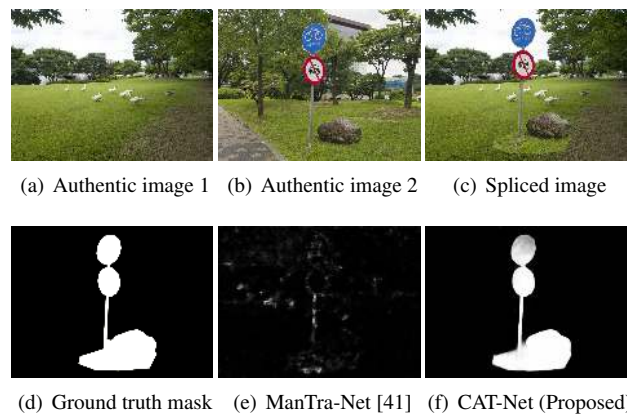 (a) Authentic image 1 (b) Authentic image 2 (c) Spliced image
(d) Ground truth mask (e) ManTra-Net [41] (f) CAT-Net (Proposed)